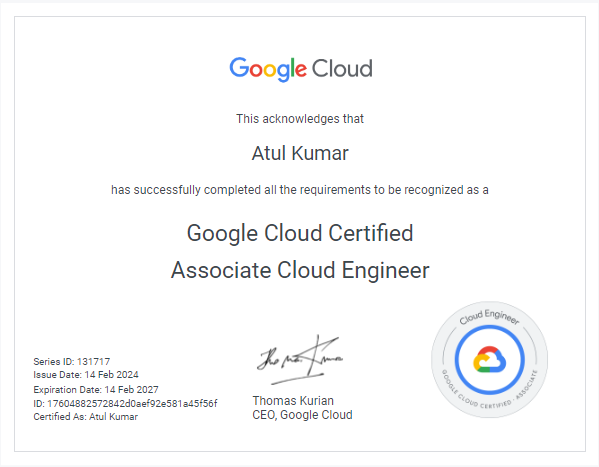 Google Cloud
This acknowledges that
Atul Kumar
has successfully completed all the requirements to be recognized as a
Google Cloud Certified
Associate Cloud Engineer
Series ID: 131717
Issue Date: 14 Feb 2024
Expiration Date: 14 Feb 2027
ID: 17604882572842d0aef92e581a45f56f
Certified As: Atul Kumar
Thomas Kurian
CEO, Google Cloud
Cloud Engineer
GOOGLE CLOUD CERTIFIED · ASSOCIATE